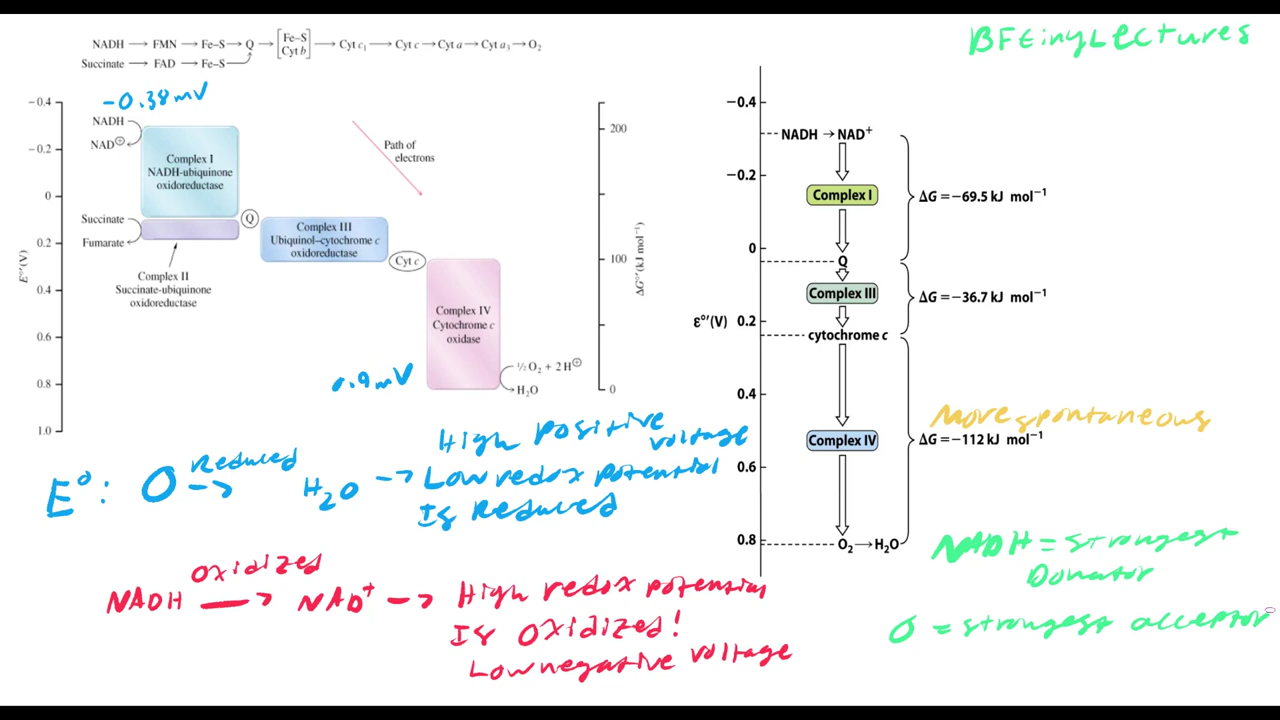 BFtinyLectures
NADH → FMN → Fe–S → Q → [Fe–S Cyt b] → Cyt c₁ → Cyt c → Cyt a → Cyt a₃ → O₂
Succinate → FAD → Fe–S
-0.38mV
−0.4
−0.2
0
0.2
0.4
0.6
0.8
1.0
E°′(V)
NADH
NAD⊕
Complex I
NADH-ubiquinone
oxidoreductase
Succinate
Fumarate
Q
Complex II
Succinate-ubiquinone
oxidoreductase
Complex III
Ubiquinol–cytochrome c
oxidoreductase
Cyt c
Complex IV
Cytochrome c
oxidase
½ O₂ + 2 H⊕
H₂O
Path of
electrons
200
100
0
ΔG°′(kJ mol⁻¹)
0.9mV
−0.4
−0.2
0
0.2
0.4
0.6
0.8
ε°′(V)
NADH → NAD⁺
Complex I
Q
Complex III
cytochrome c
Complex IV
O₂ → H₂O
ΔG = −69.5 kJ mol⁻¹
ΔG = −36.7 kJ mol⁻¹
More spontaneous
ΔG = −112 kJ mol⁻¹
E°: O Reduced → H₂O →
High positive
voltage
Low redox potential
Is Reduced
NADH Oxidized → NAD⁺ → High redox potential
Is Oxidized!
Low negative voltage
NADH = strongest
Donator
O = strongest acceptor